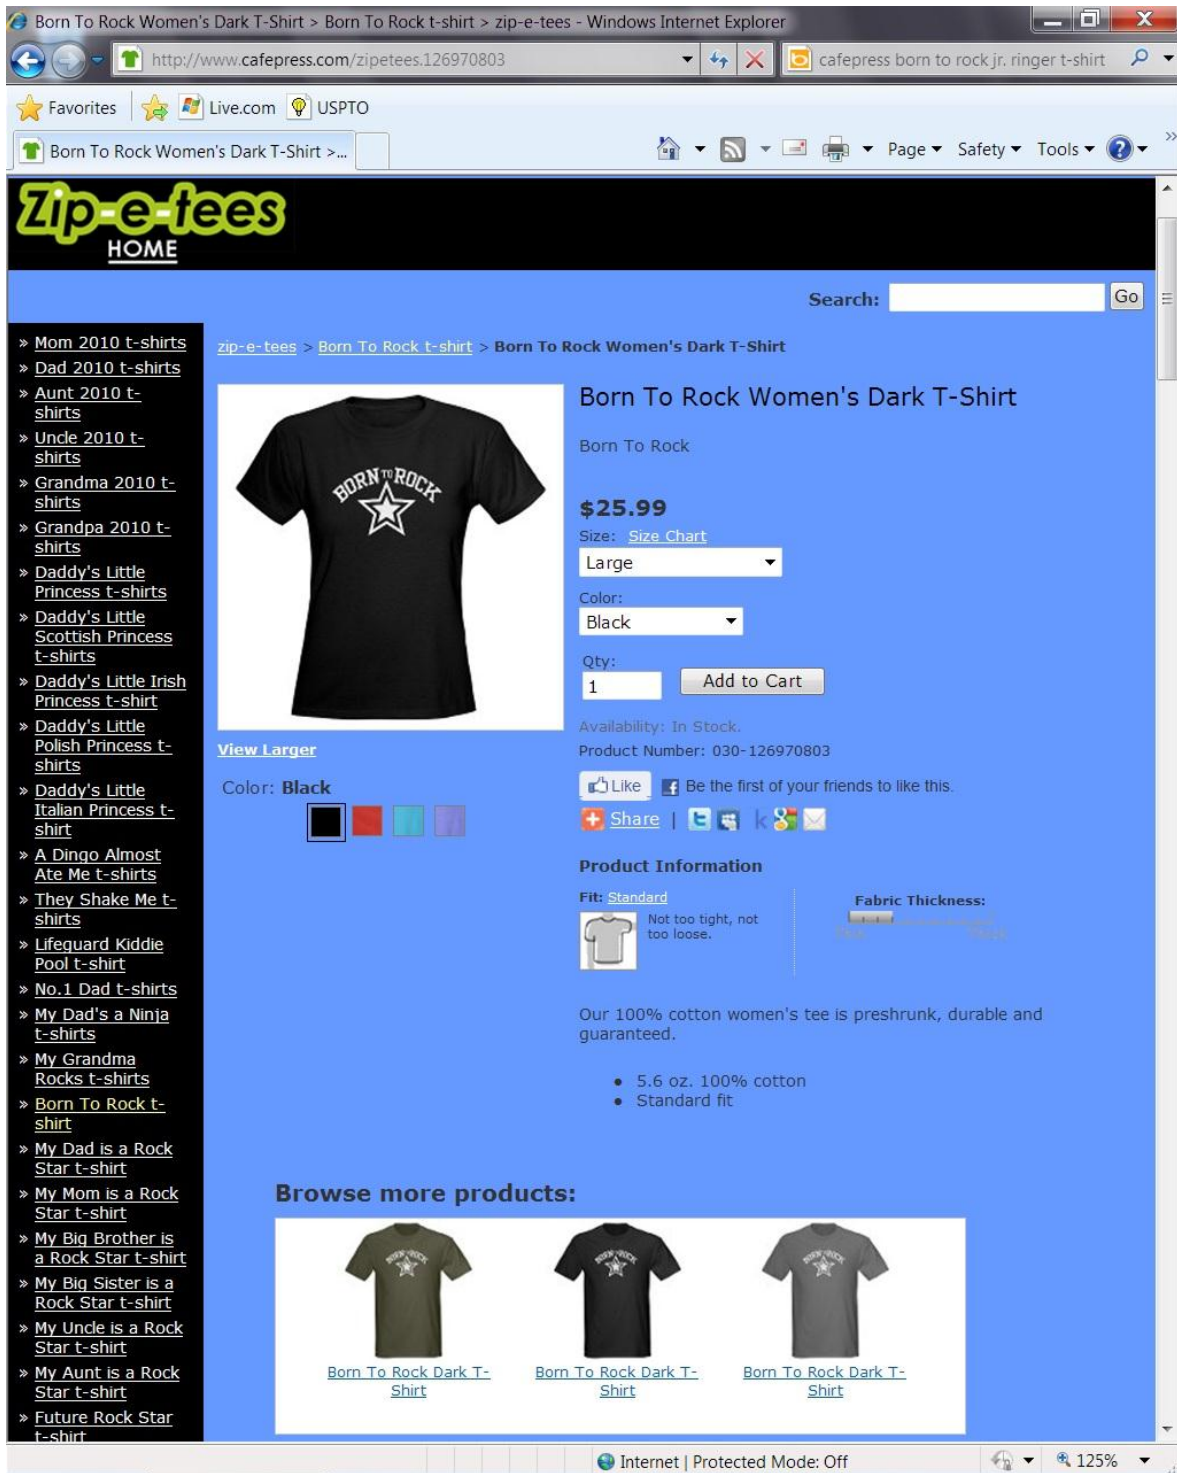 Born To Rock Women's Dark T-Shirt > Born To Rock t-shirt > zip-e-tees - Windows Internet Explorer
http://www.cafepress.com/zipetees.126970803
cafepress born to rock jr. ringer t-shirt
Favorites
Live.com
USPTO
Born To Rock Women's Dark T-Shirt >...
Page
Safety
Tools
Zip-e-tees
HOME
Search:
Go
» Mom 2010 t-shirts
» Dad 2010 t-shirts
» Aunt 2010 t-
shirts
» Uncle 2010 t-
shirts
» Grandma 2010 t-
shirts
» Grandpa 2010 t-
shirts
» Daddy's Little
Princess t-shirts
» Daddy's Little
Scottish Princess
t-shirts
» Daddy's Little Irish
Princess t-shirt
» Daddy's Little
Polish Princess t-
shirts
» Daddy's Little
Italian Princess t-
shirt
» A Dingo Almost
Ate Me t-shirts
» They Shake Me t-
shirts
» Lifeguard Kiddie
Pool t-shirt
» No.1 Dad t-shirts
» My Dad's a Ninja
t-shirts
» My Grandma
Rocks t-shirts
» Born To Rock t-
shirt
» My Dad is a Rock
Star t-shirt
» My Mom is a Rock
Star t-shirt
» My Big Brother is
a Rock Star t-shirt
» My Big Sister is a
Rock Star t-shirt
» My Uncle is a Rock
Star t-shirt
» My Aunt is a Rock
Star t-shirt
» Future Rock Star
t-shirt
zip-e-tees > Born To Rock t-shirt > Born To Rock Women's Dark T-Shirt
BORN TO ROCK
View Larger
Color: Black
Born To Rock Women's Dark T-Shirt
Born To Rock
$25.99
Size: Size Chart
Large
Color:
Black
Qty:
1
Add to Cart
Availability: In Stock.
Product Number: 030-126970803
Like
Be the first of your friends to like this.
Share |
Product Information
Fit: Standard
Not too tight, not
too loose.
Fabric Thickness:
Our 100% cotton women's tee is preshrunk, durable and
guaranteed.
• 5.6 oz. 100% cotton
• Standard fit
Browse more products:
BORN TO ROCK
BORN TO ROCK
BORN TO ROCK
Born To Rock Dark T-
Shirt
Born To Rock Dark T-
Shirt
Born To Rock Dark T-
Shirt
Internet | Protected Mode: Off
125%